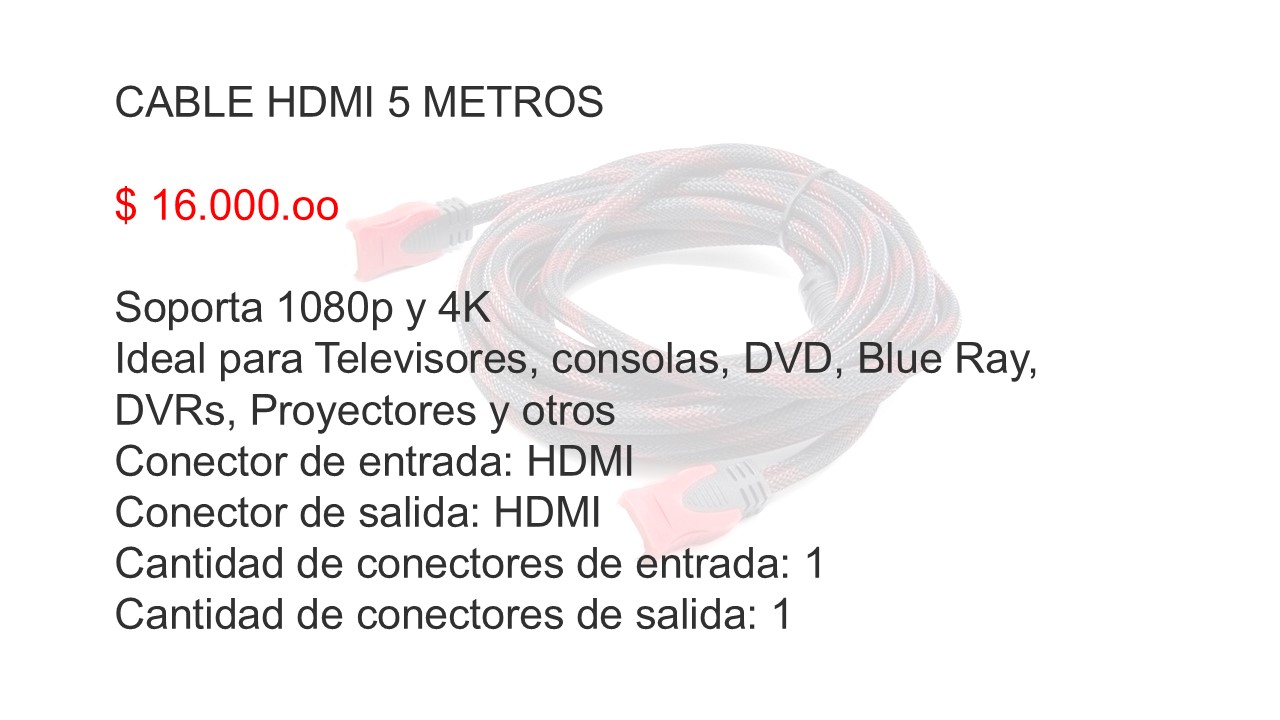 CABLE HDMI 5 METROS
$ 16.000.oo
Soporta 1080p y 4K
Ideal para Televisores, consolas, DVD, Blue Ray,
DVRs, Proyectores y otros
Conector de entrada: HDMI
Conector de salida: HDMI
Cantidad de conectores de entrada: 1
Cantidad de conectores de salida: 1